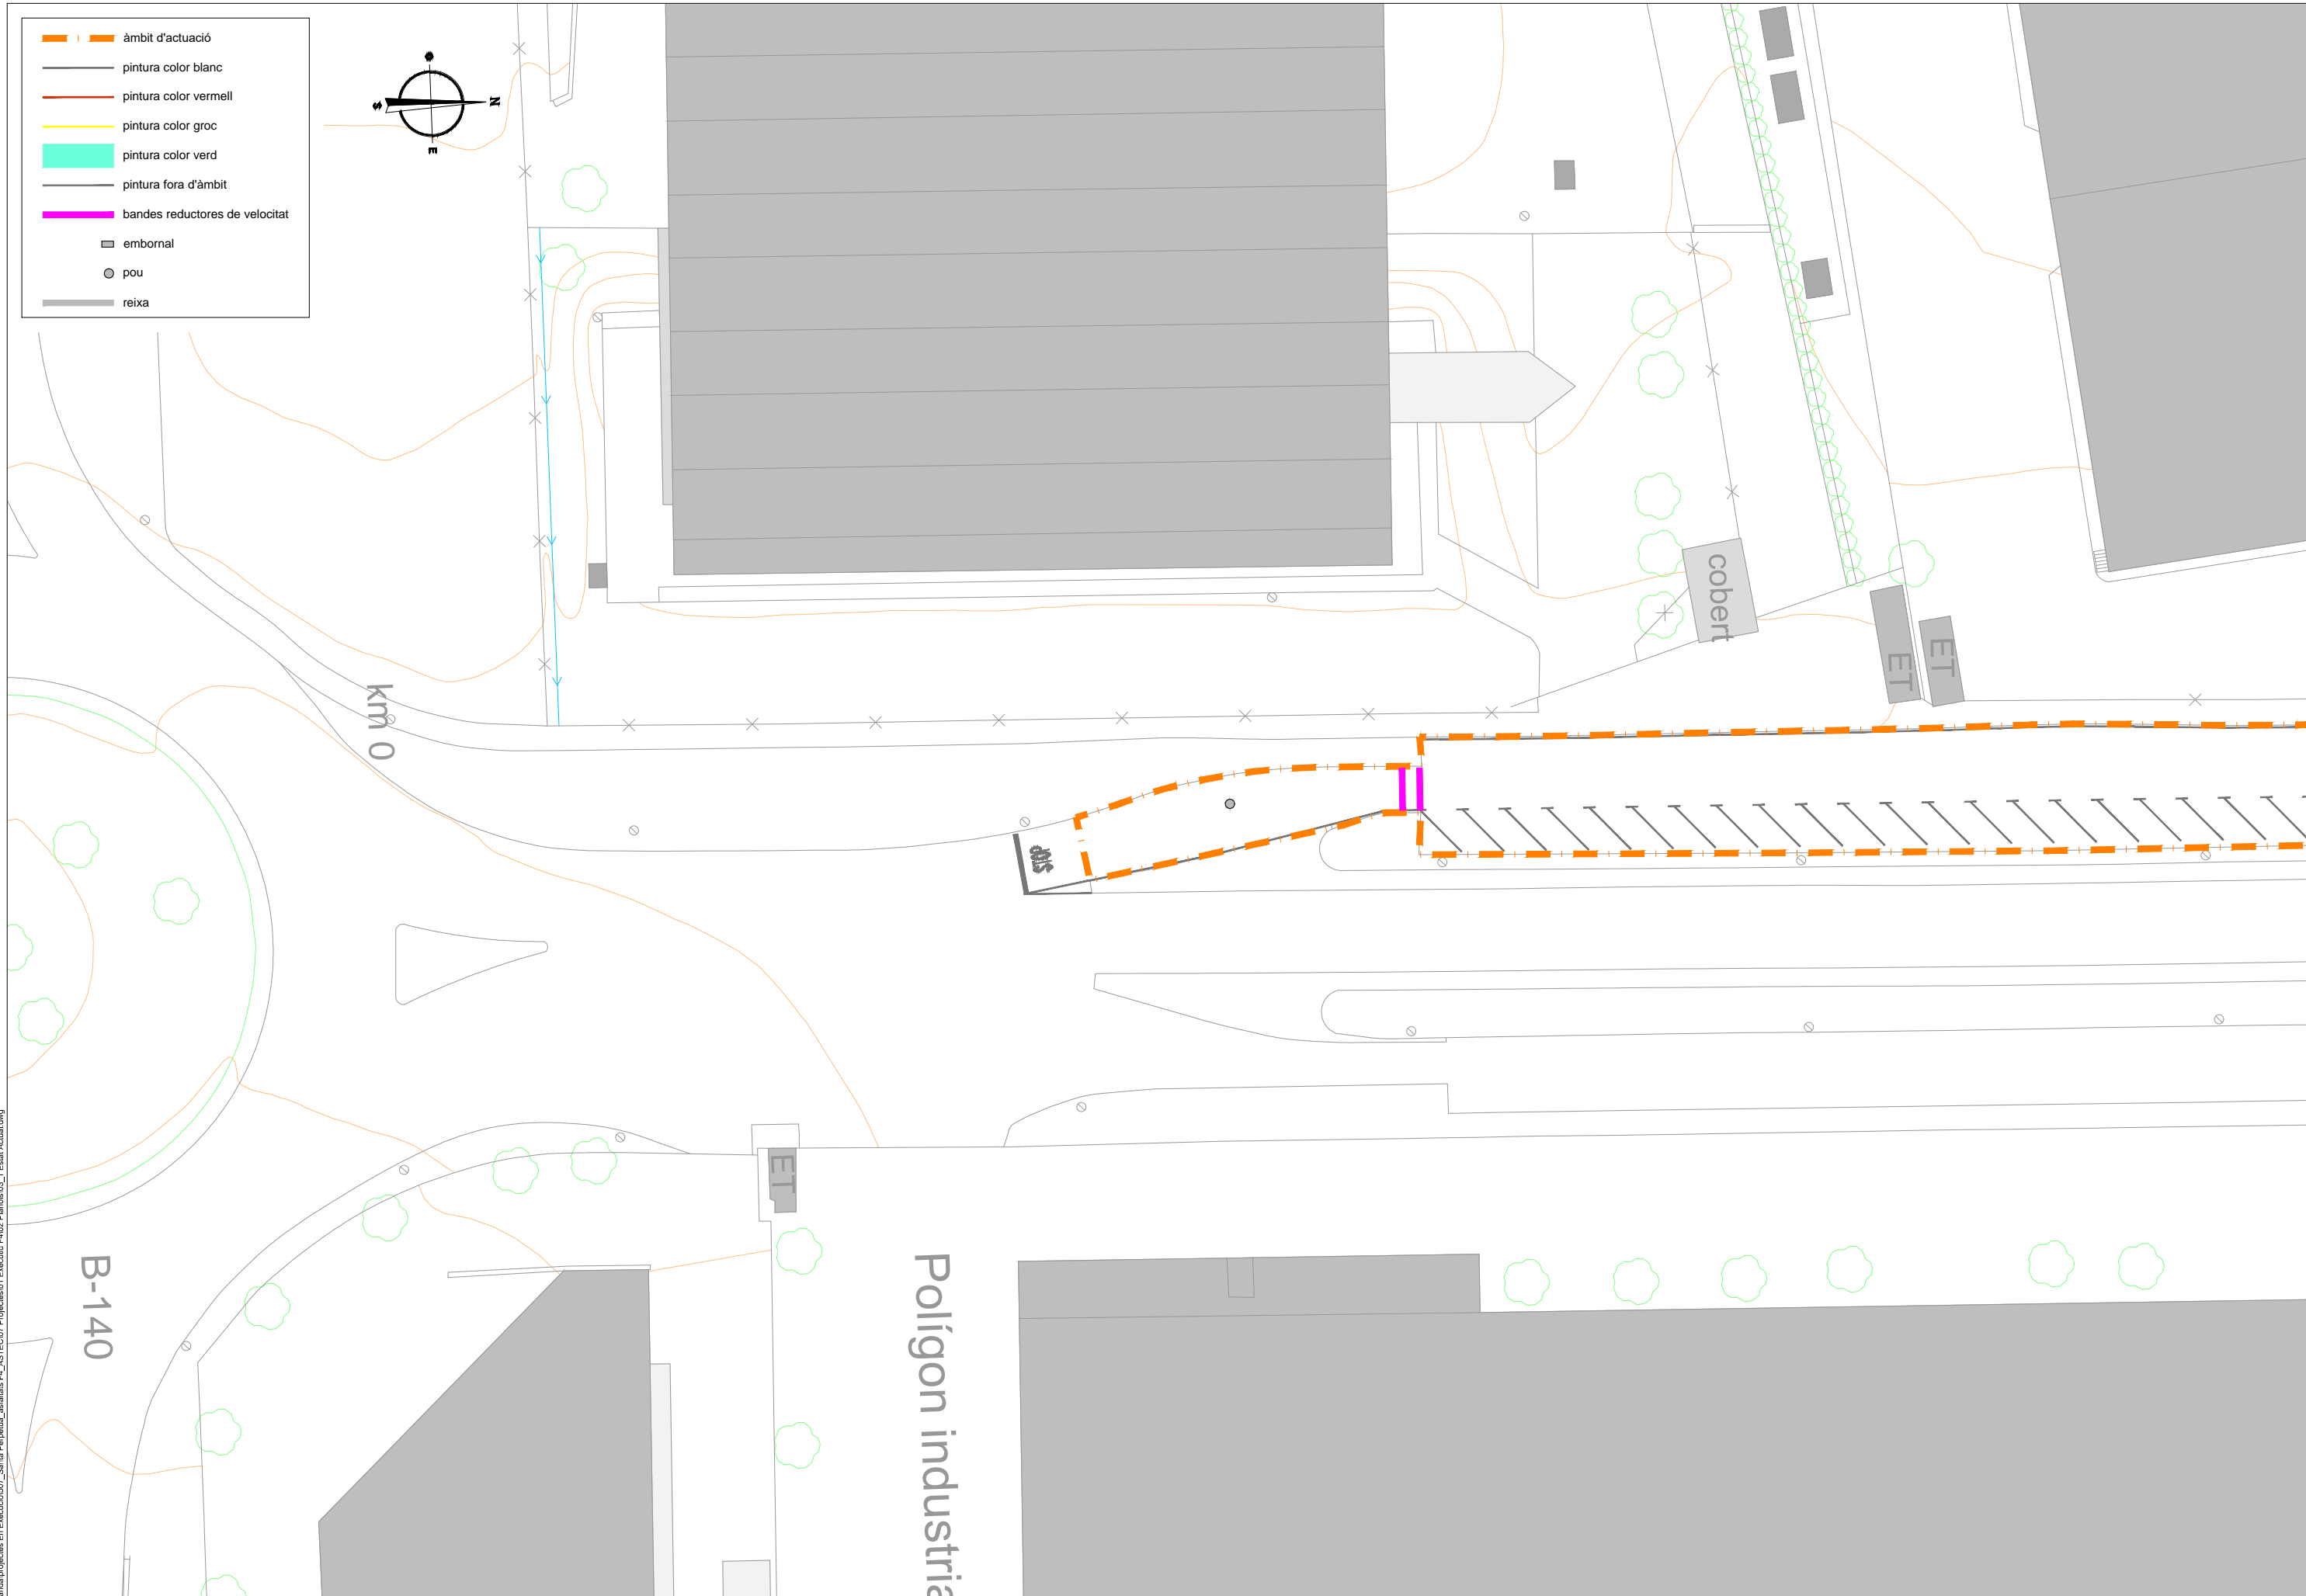 àmbit d'actuació
pintura color blanc
pintura color vermell
pintura color groc
pintura color verd
pintura fora d'àmbit
bandes reductores de velocitat
embornal
pou
reixa
O
S
N
E
cobert
ET
ET
km 0
STOP
ET
B-140
Polígon industria